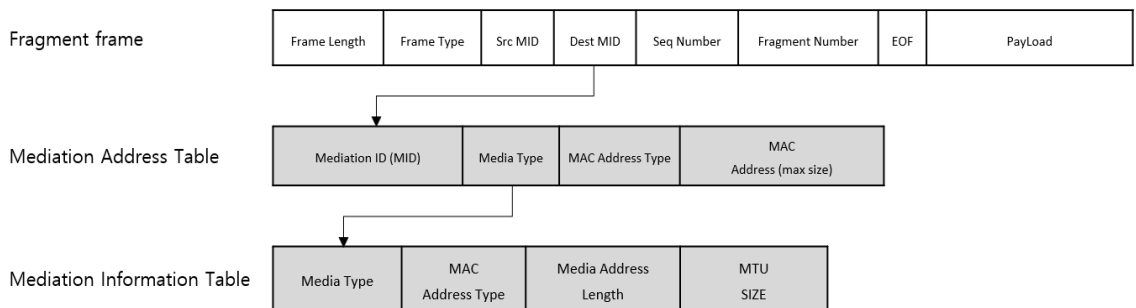 Fragment frame
Frame Length
Frame Type
Src MID
Dest MID
Seq Number
Fragment Number
EOF
PayLoad
Mediation Address Table
Mediation ID (MID)
Media Type
MAC Address Type
MAC
Address (max size)
Mediation Information Table
Media Type
MAC
Address Type
Media Address
Length
MTU
SIZE